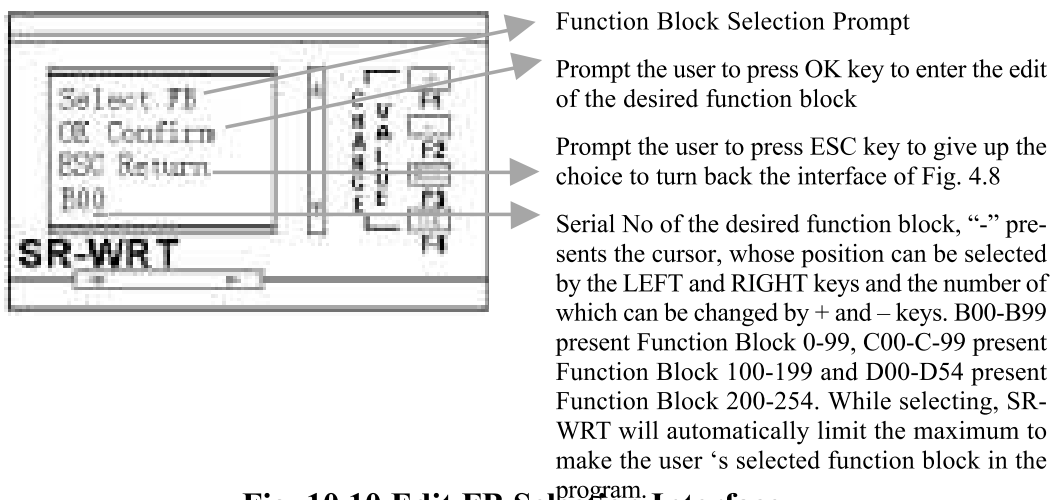 Function Block Selection Prompt
Prompt the user to press OK key to enter the edit
of the desired function block
Prompt the user to press ESC key to give up the
choice to turn back the interface of Fig. 4.8
Serial No of the desired function block, “-” pre-
sents the cursor, whose position can be selected
by the LEFT and RIGHT keys and the number of
which can be changed by + and – keys. B00-B99
present Function Block 0-99, C00-C-99 present
Function Block 100-199 and D00-D54 present
Function Block 200-254. While selecting, SR-
WRT will automatically limit the maximum to
make the user ‘s selected function block in the
program.
Select FB
OK Confirm
ESC Return
B00
CHANGE
VALUE
F1
F2
F3
F4
SR-WRT
Fig. 10.10 Edit FB Interface